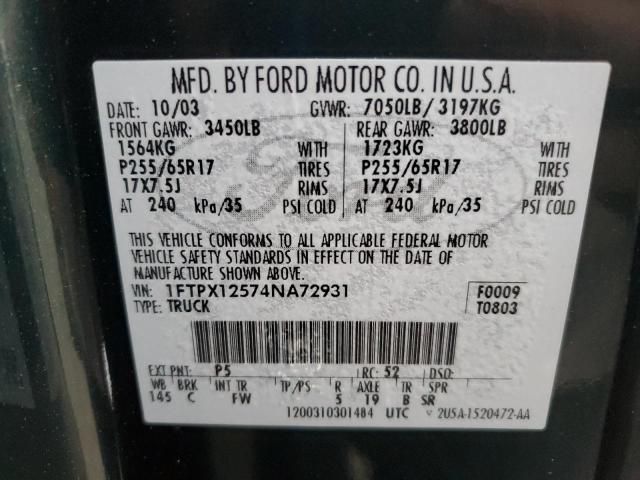 MFD. BY FORD MOTOR CO. IN U.S.A.
DATE: 10/03 GVWR: 7050LB/ 3197KG
FRONT GAWR: 3450LB REAR GAWR: 3800LB
1564KG WITH 1723KG WITH
P255/65R17 TIRES P255/65R17 TIRES
17X7.5J RIMS 17X7.5J RIMS
AT 240 kPa/35 PSI COLD AT 240 kPa/35 PSI COLD
THIS VEHICLE CONFORMS TO ALL APPLICABLE FEDERAL MOTOR
VEHICLE SAFETY STANDARDS IN EFFECT ON THE DATE OF
MANUFACTURE SHOWN ABOVE.
VIN: 1FTPX12574NA72931 F0009
TYPE: TRUCK T0803
EXT PNT: P5 RC: 52 DSO:
WB BRK INT TR TP/PS R AXLE TR SPR
145 C FW 5 19 B SR
1200310301484 UTC 2U5A-1520472-AA